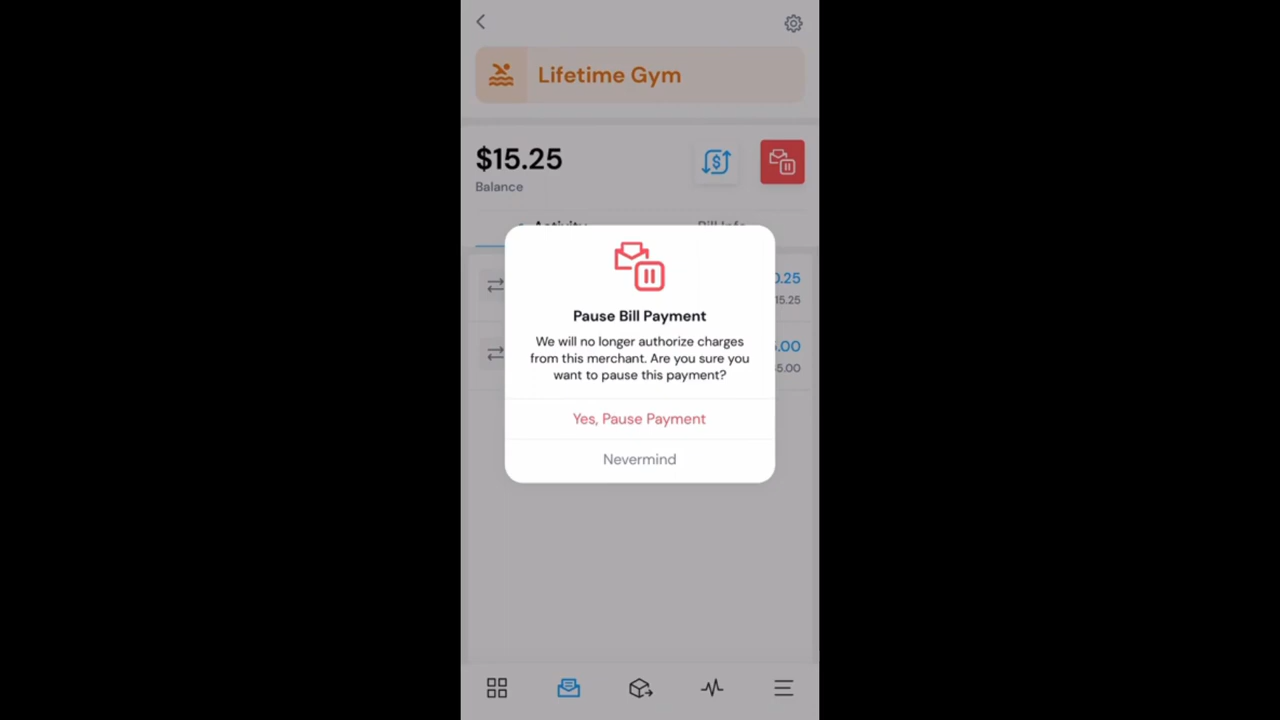 Lifetime Gym
$15.25
Balance
Activity
Bill Info
Pause Bill Payment
We will no longer authorize charges
from this merchant. Are you sure you
want to pause this payment?
Yes, Pause Payment
Nevermind